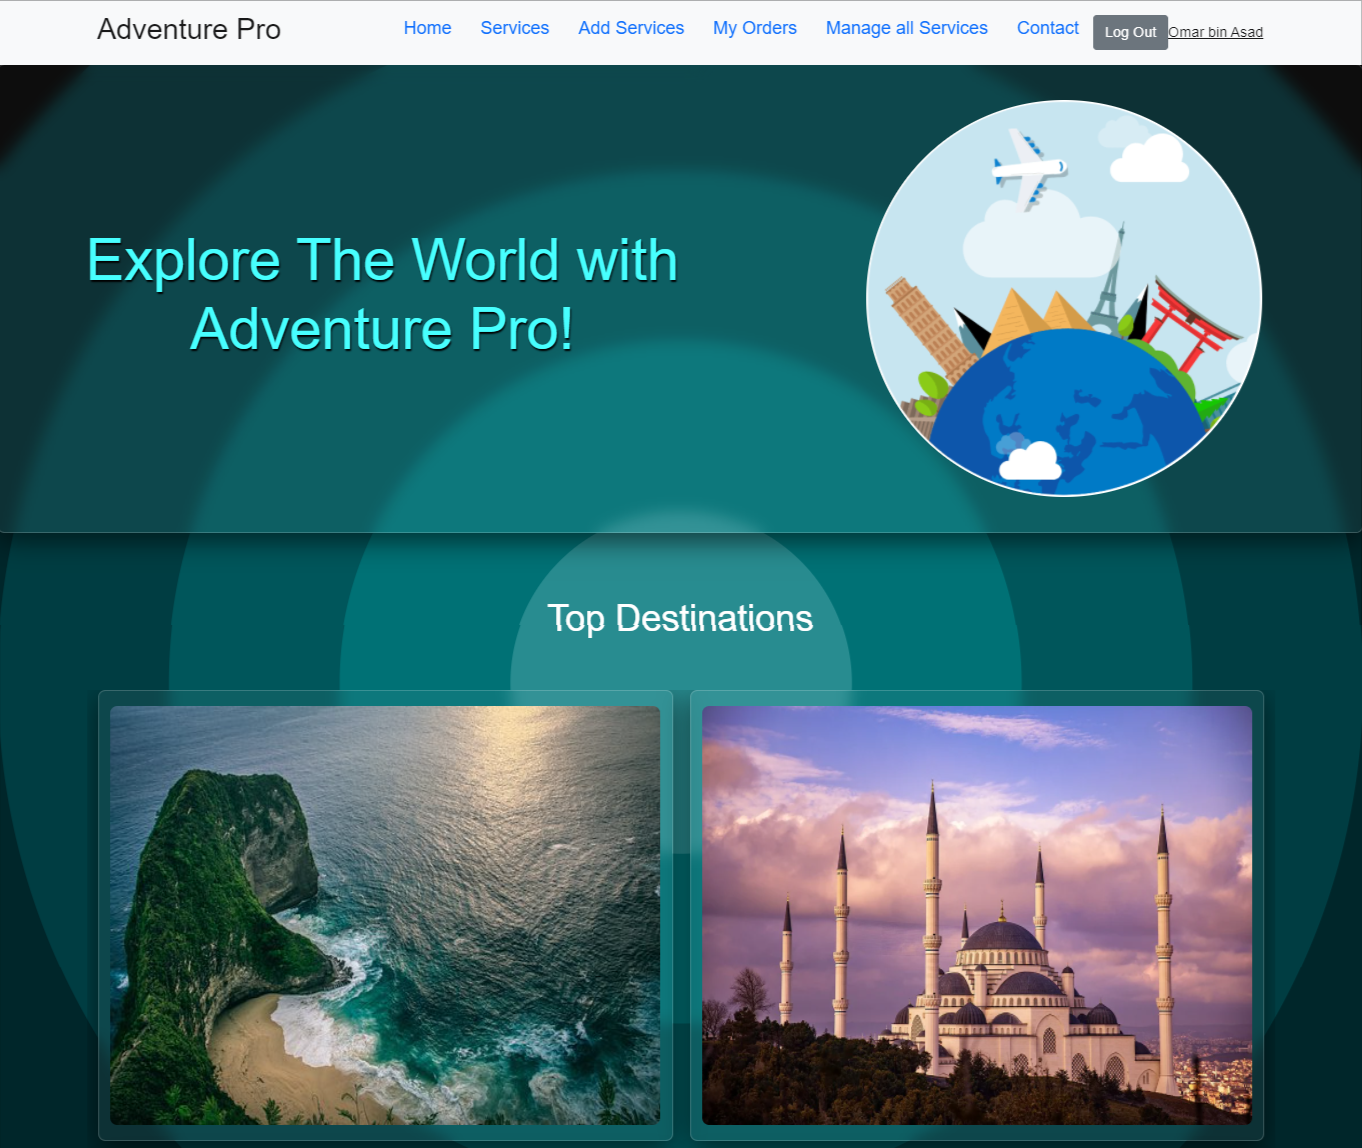 Adventure Pro
Home Services Add Services My Orders Manage all Services Contact Log Out Omar bin Asad
Explore The World with
Adventure Pro!
Top Destinations